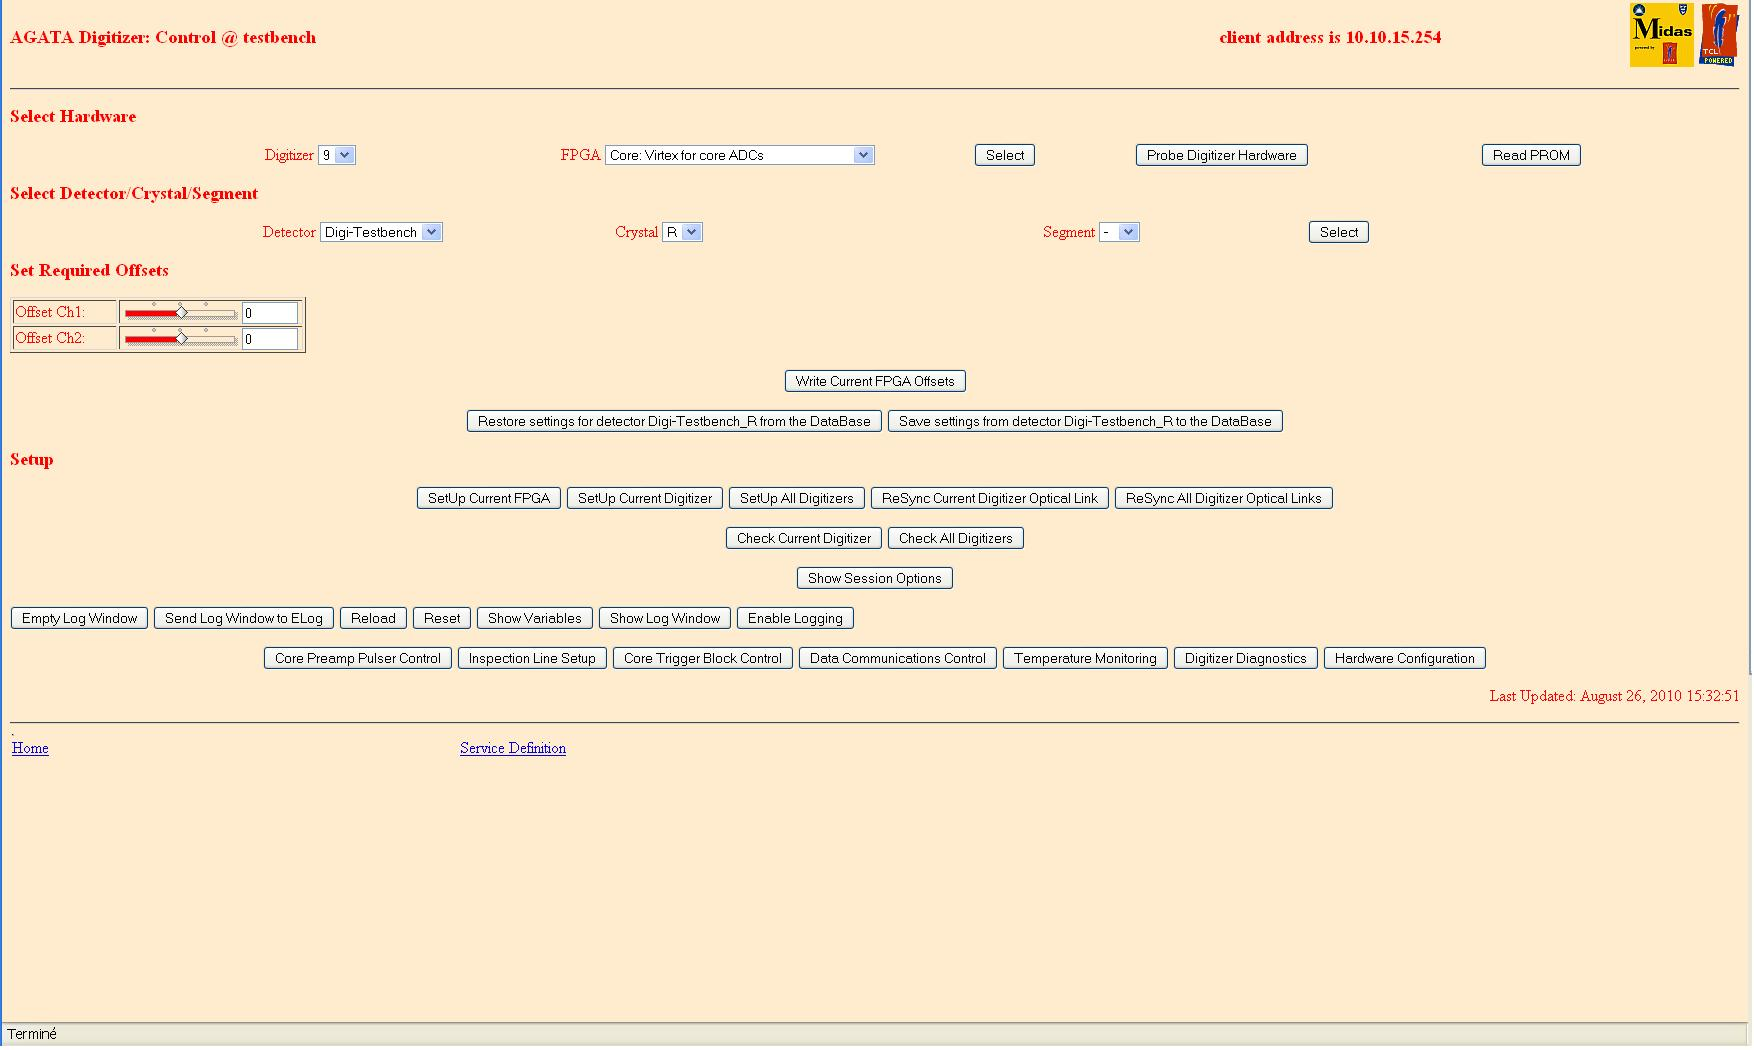 AGATA Digitizer: Control @ testbench client address is 10.10.15.254 Midas powered by TCL POWERED
Select Hardware
Digitizer 9 FPGA Core: Virtex for core ADCs Select Probe Digitizer Hardware Read PROM
Select Detector/Crystal/Segment
Detector Digi-Testbench Crystal R Segment - Select
Set Required Offsets
Offset Ch1: 0
Offset Ch2: 0
Write Current FPGA Offsets
Restore settings for detector Digi-Testbench_R from the DataBase Save settings from detector Digi-Testbench_R to the DataBase
Setup
SetUp Current FPGA SetUp Current Digitizer SetUp All Digitizers ReSync Current Digitizer Optical Link ReSync All Digitizer Optical Links
Check Current Digitizer Check All Digitizers
Show Session Options
Empty Log Window Send Log Window to ELog Reload Reset Show Variables Show Log Window Enable Logging
Core Preamp Pulser Control Inspection Line Setup Core Trigger Block Control Data Communications Control Temperature Monitoring Digitizer Diagnostics Hardware Configuration
Last Updated: August 26, 2010 15:32:51
.
Home Service Definition
Terminé